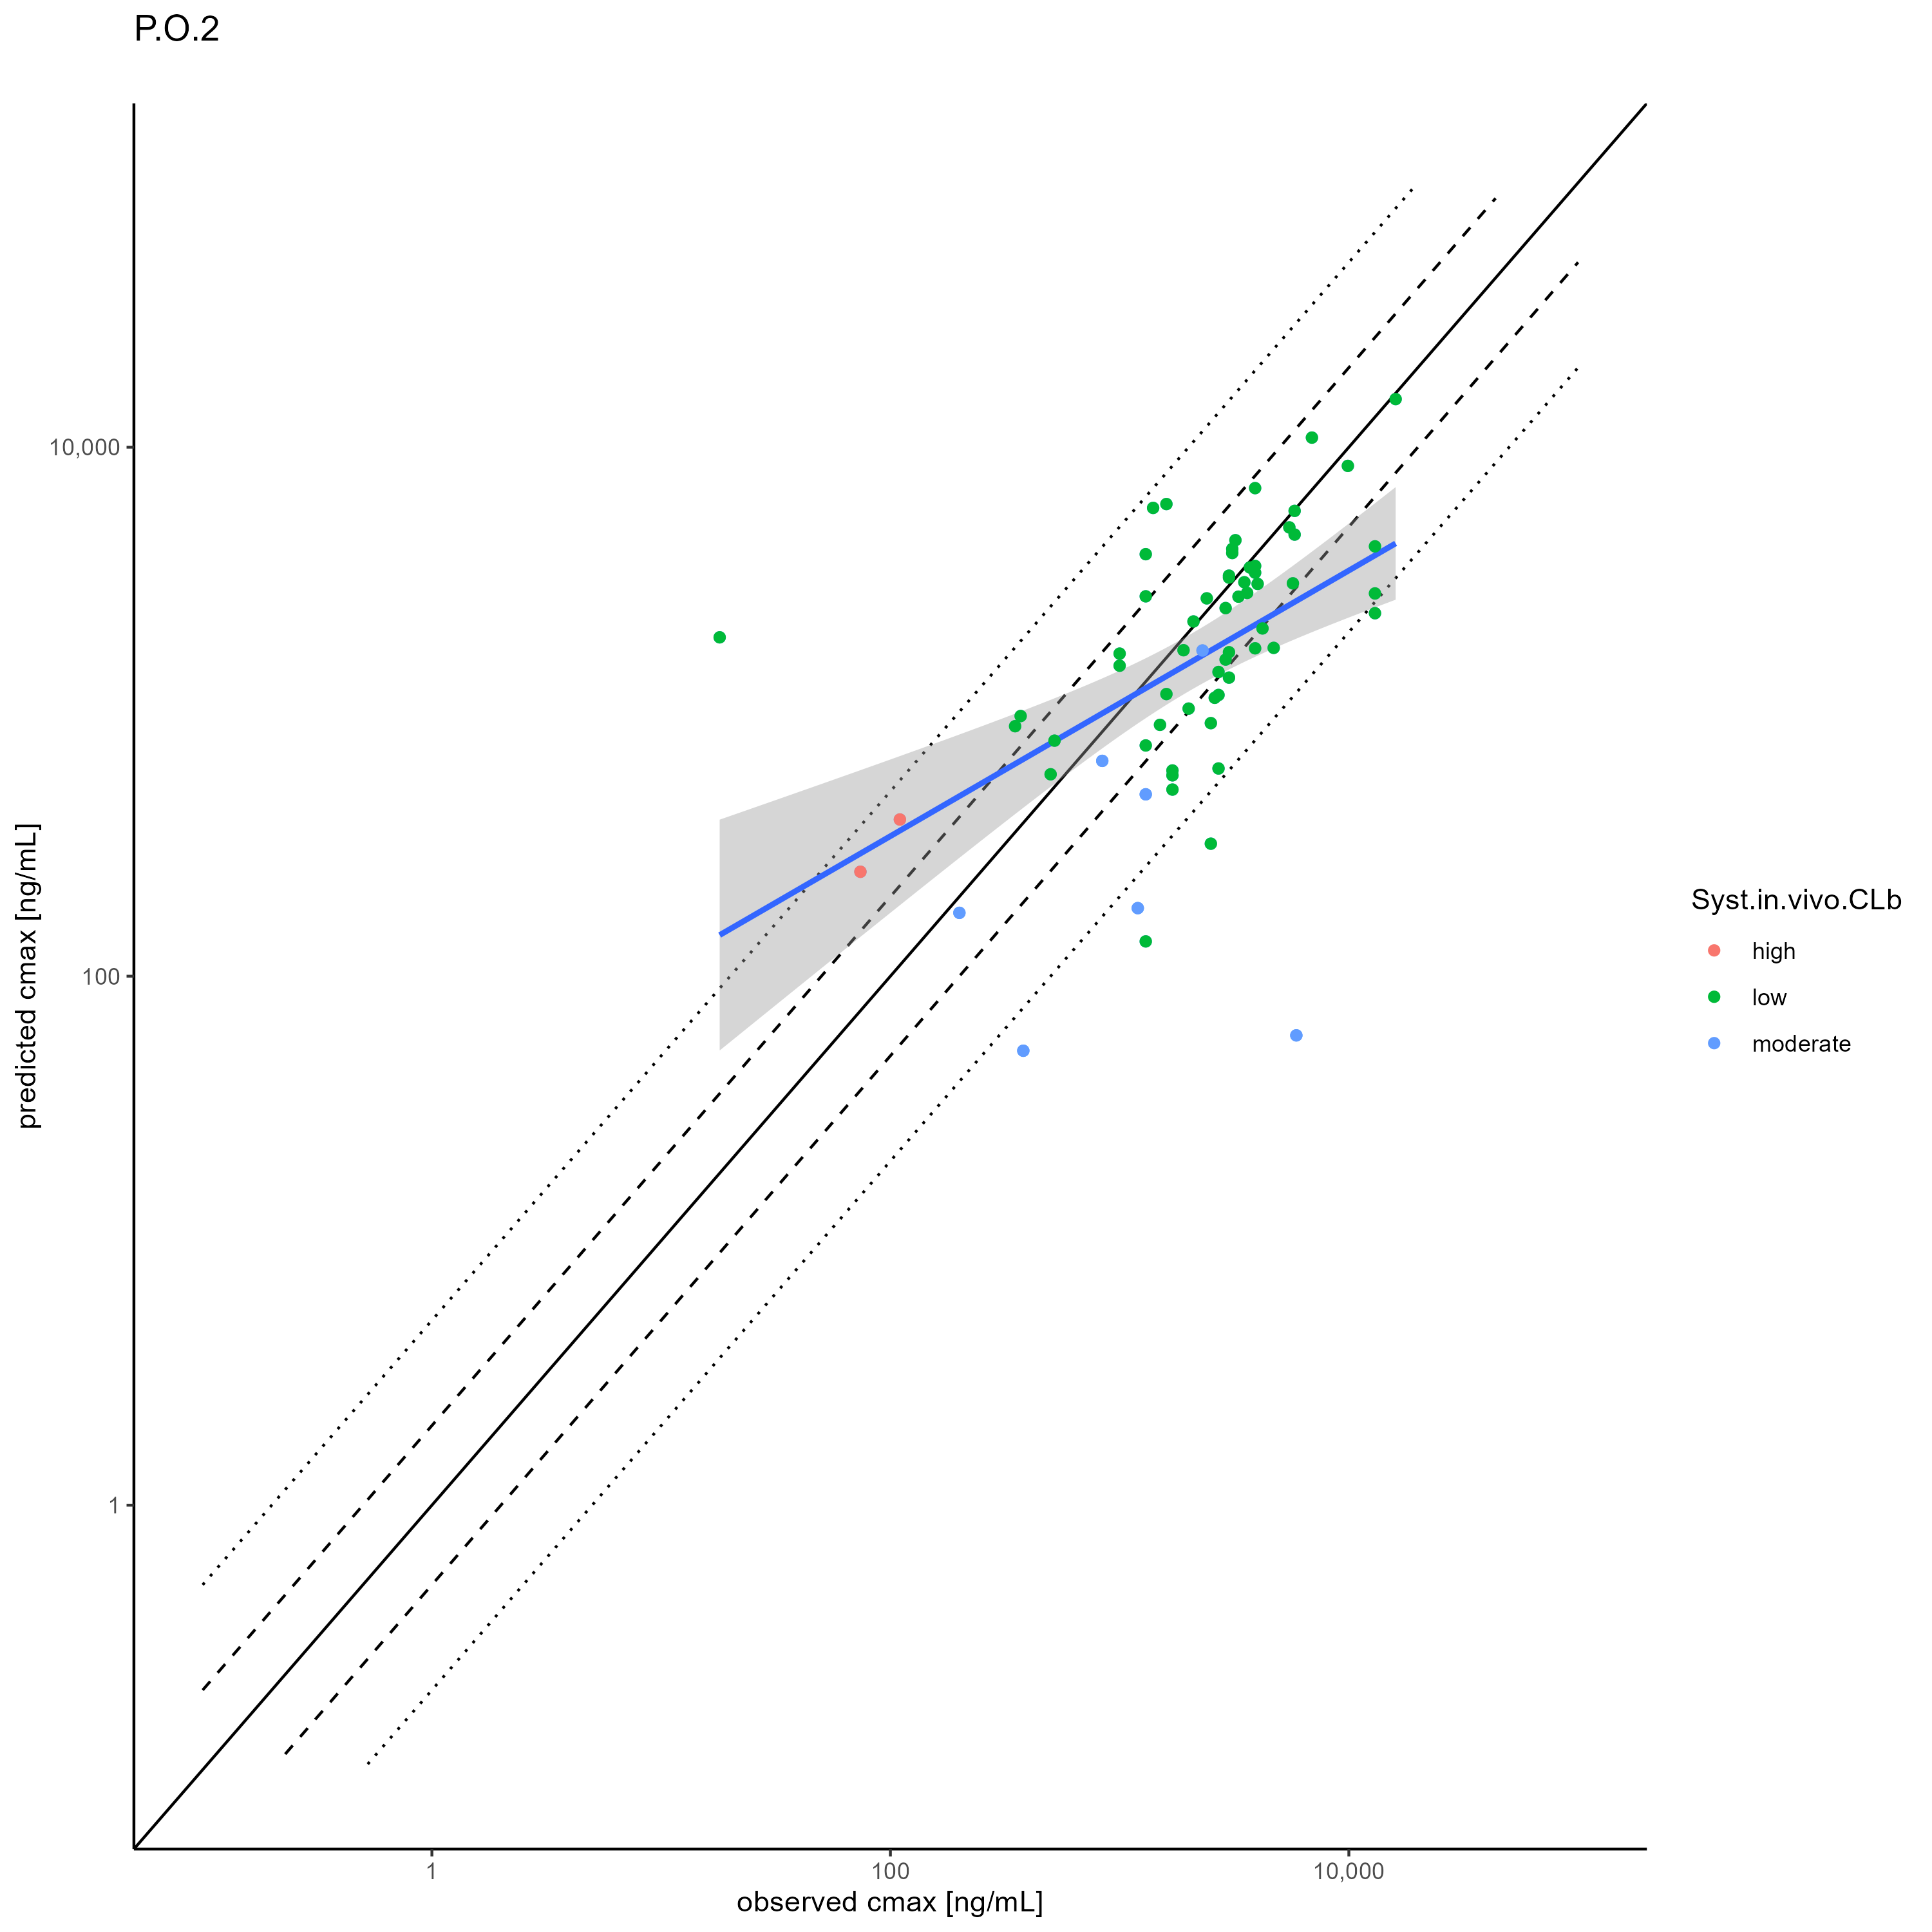 P.O.2
predicted cmax [ng/mL]
10,000
100
1
1
100
10,000
observed cmax [ng/mL]
Syst.in.vivo.CLb
high
low
moderate